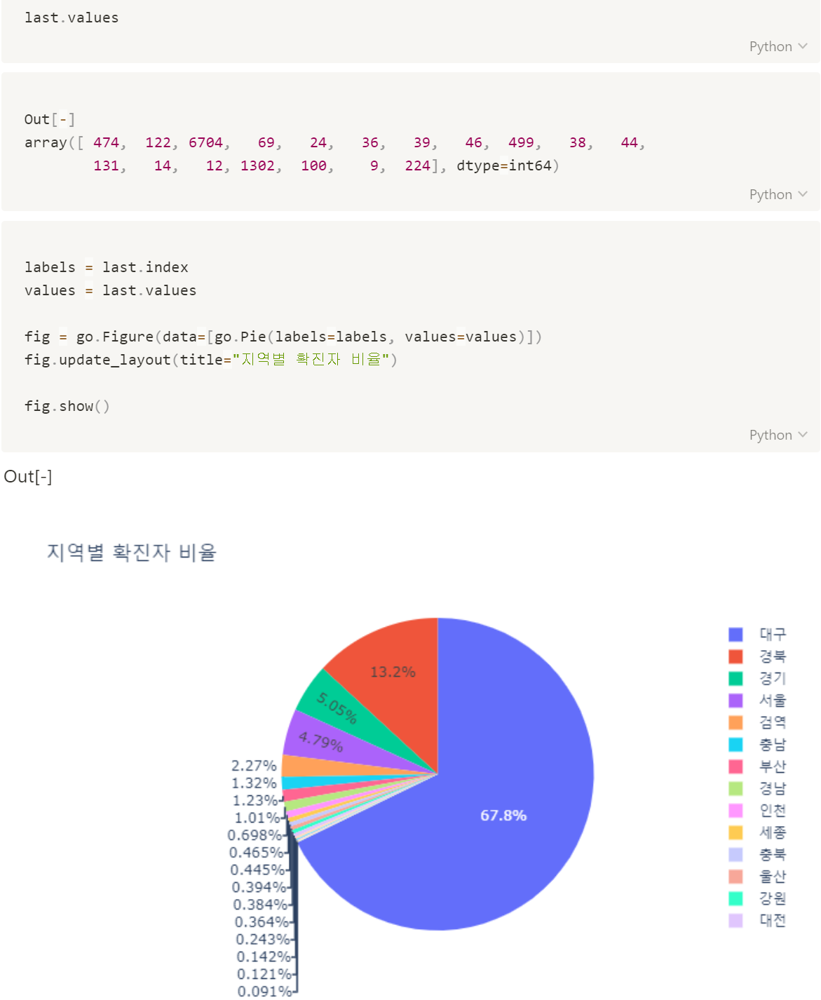 last.values
Python
Out[-]
array([ 474,  122, 6704,   69,   24,   36,   39,   46,  499,   38,   44,
        131,   14,   12, 1302,  100,    9,  224], dtype=int64)
Python
labels = last.index
values = last.values
fig = go.Figure(data=[go.Pie(labels=labels, values=values)])
fig.update_layout(title="지역별 확진자 비율")
fig.show()
Python
Out[-]
지역별 확진자 비율
대구
경북
13.2%
경기
5.05%
서울
4.79%
검역
충남
2.27%
부산
1.32%
경남
1.23%
인천
1.01%
67.8%
세종
0.698%
충북
0.465%
울산
0.445%
강원
0.394%
대전
0.384%
0.364%
0.243%
0.142%
0.121%
0.091%